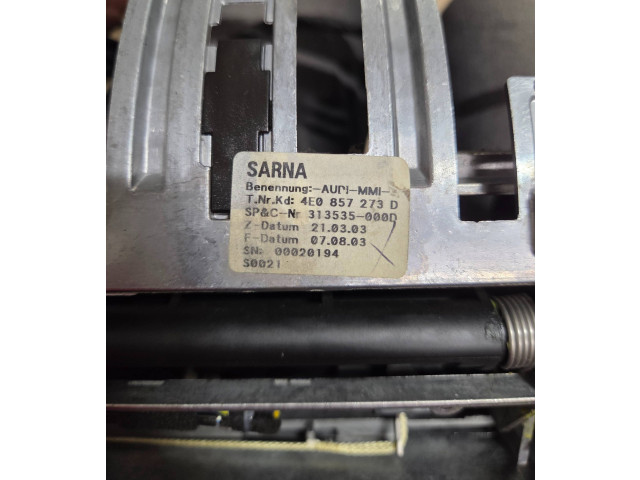 SARNA
Benennung:-AUDI-MMI-
T.Nr.Kd: 4E0 857 273 D
SP&C-Nr 313535-000D
Z-Datum 21.03.03
F-Datum 07.08.03
SN: 00020194
S0021